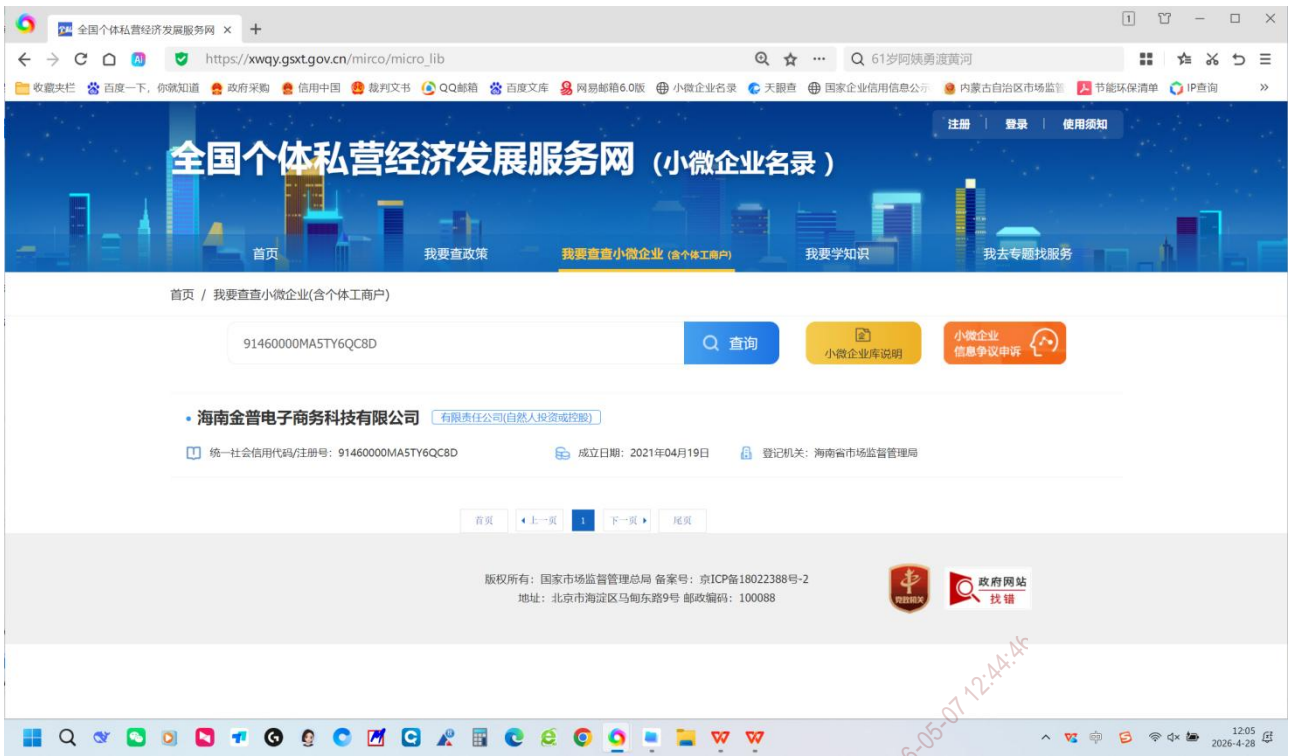 全国个体私营经济发展服务网 × +
1
https://xwqy.gsxt.gov.cn/mirco/micro_lib
61岁阿姨勇渡黄河
收藏夹栏 百度一下，你就知道 政府采购 信用中国 裁判文书 QQ邮箱 百度文库 网易邮箱6.0版 小微企业名录 天眼查 国家企业信用信息公示 内蒙古自治区市场监管 节能环保清单 IP查询 »
注册 | 登录 | 使用须知
全国个体私营经济发展服务网（小微企业名录）
首页 我要查政策 我要查查小微企业 (含个体工商户) 我要学知识 我去专题找服务
首页 / 我要查查小微企业(含个体工商户)
91460000MA5TY6QC8D 查询 小微企业库说明
小微企业
信息争议申诉
海南金普电子商务科技有限公司 有限责任公司(自然人投资或控股)
统一社会信用代码/注册号：91460000MA5TY6QC8D 成立日期：2021年04月19日 登记机关：海南省市场监督管理局
首页 上一页 1 下一页 尾页
版权所有：国家市场监督管理总局 备案号：京ICP备18022388号-2
地址：北京市海淀区马甸东路9号 邮政编码：100088
党政机关
政府网站
找错
6-05-07 12:44:46
中
12:05
2026-4-28